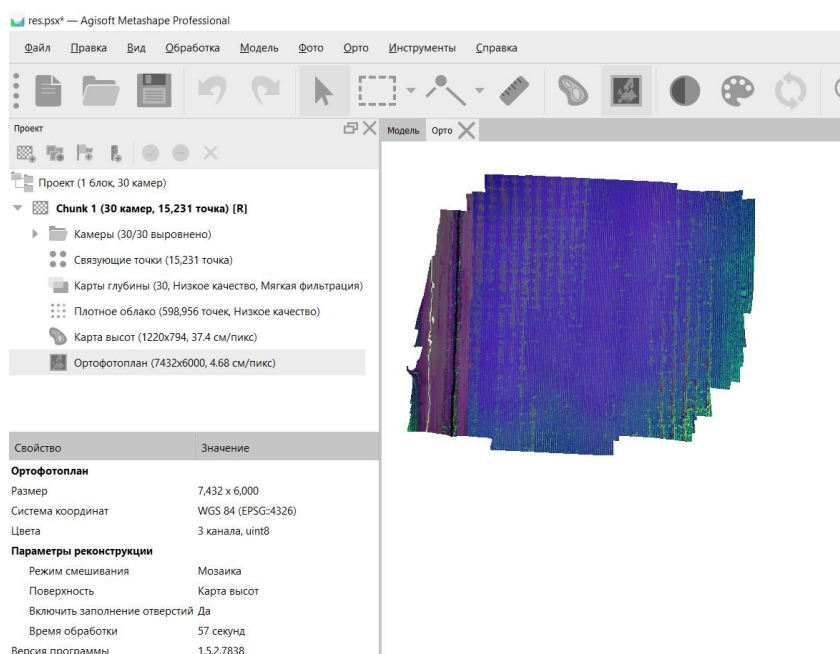 res.psx* — Agisoft Metashape Professional
Файл Правка Вид Обработка Модель Фото Орто Инструменты Справка
Проект
Модель Орто
Проект (1 блок, 30 камер)
Chunk 1 (30 камер, 15,231 точка) [R]
Камеры (30/30 выровнено)
Связующие точки (15,231 точка)
Карты глубины (30, Низкое качество, Мягкая фильтрация)
Плотное облако (598,956 точек, Низкое качество)
Карта высот (1220x794, 37.4 см/пикс)
Ортофотоплан (7432x6000, 4.68 см/пикс)
Свойство Значение
Ортофотоплан
Размер 7,432 x 6,000
Система координат WGS 84 (EPSG::4326)
Цвета 3 канала, uint8
Параметры реконструкции
Режим смешивания Мозаика
Поверхность Карта высот
Включить заполнение отверстий Да
Время обработки 57 секунд
Версия программы 1.5.2.7838